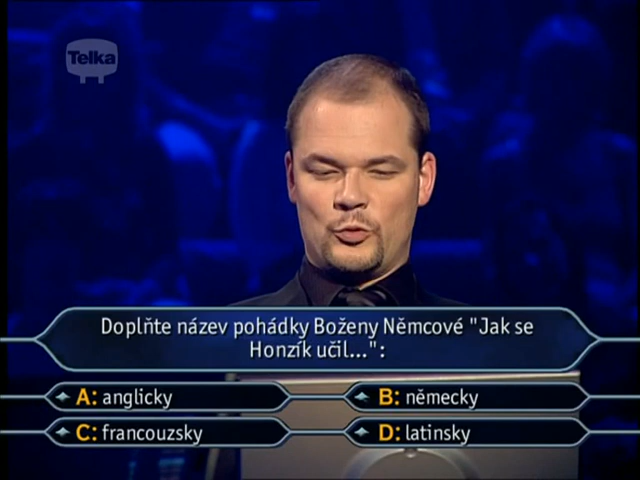 Telka
Doplňte název pohádky Boženy Němcové "Jak se
Honzík učil...":
A: anglicky
B: německy
C: francouzsky
D: latinsky